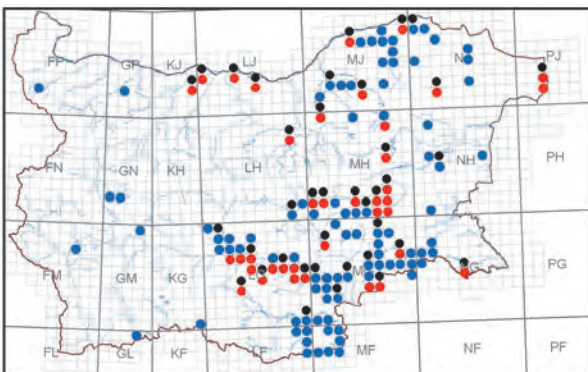 FP GP KJ LJ MJ N PJ
FN GN KH LH MH NH PH
FM GM KG M PG
FL GL KF LF MF NF PF